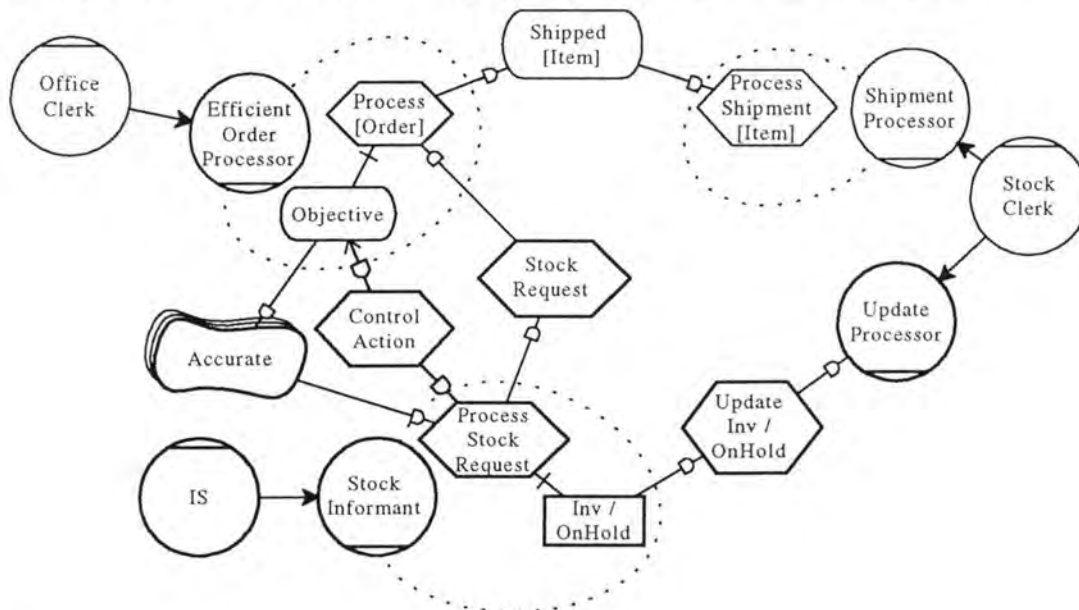 Shipped
[Item]
Office
Clerk
Efficient
Order
Processor
Process
[Order]
Process
Shipment
[Item]
Shipment
Processor
Stock
Clerk
Objective
Stock
Request
Control
Action
Update
Processor
Accurate
Process
Stock
Request
Update
Inv /
OnHold
IS
Stock
Informant
Inv /
OnHold